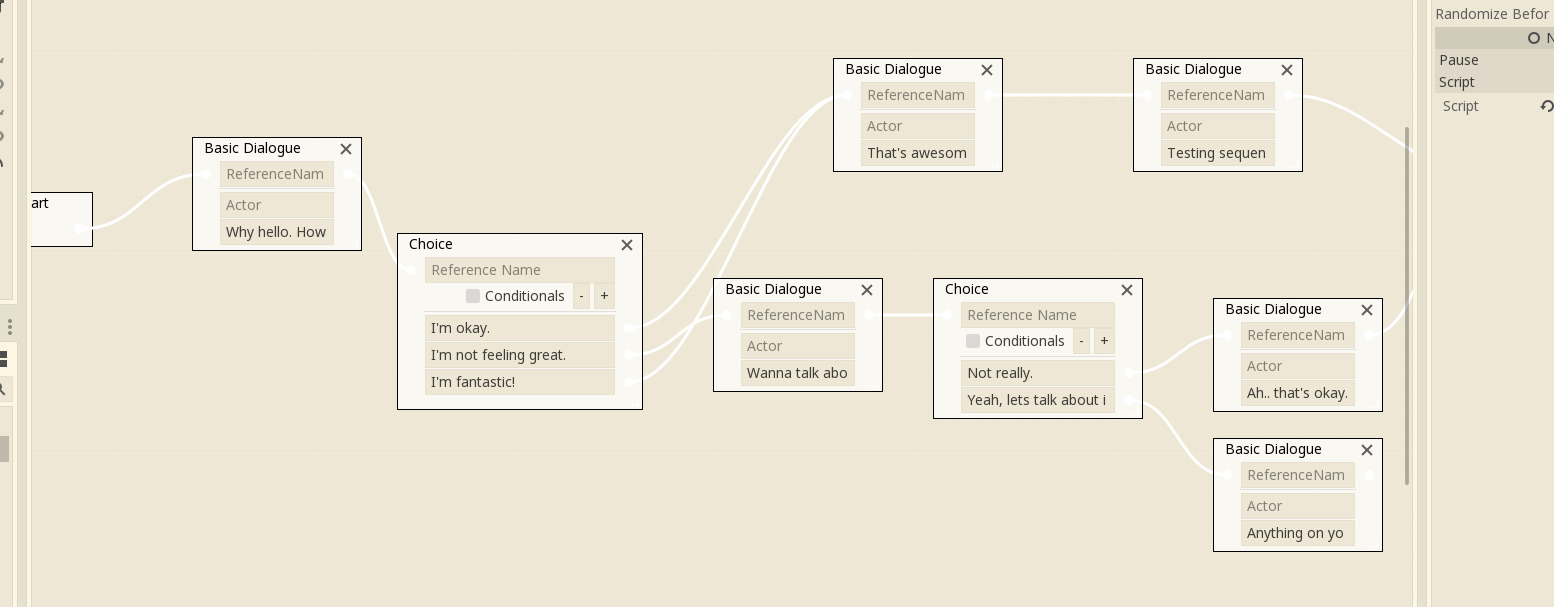 Randomize Befor
N
Pause
Script
Script
art
Basic Dialogue
ReferenceNam
Actor
Why hello. How
Choice
Reference Name
Conditionals - +
I'm okay.
I'm not feeling great.
I'm fantastic!
Basic Dialogue
ReferenceNam
Actor
That's awesom
Basic Dialogue
ReferenceNam
Actor
Testing sequen
Basic Dialogue
ReferenceNam
Actor
Wanna talk abo
Choice
Reference Name
Conditionals - +
Not really.
Yeah, lets talk about i
Basic Dialogue
ReferenceNam
Actor
Ah.. that's okay.
Basic Dialogue
ReferenceNam
Actor
Anything on yo